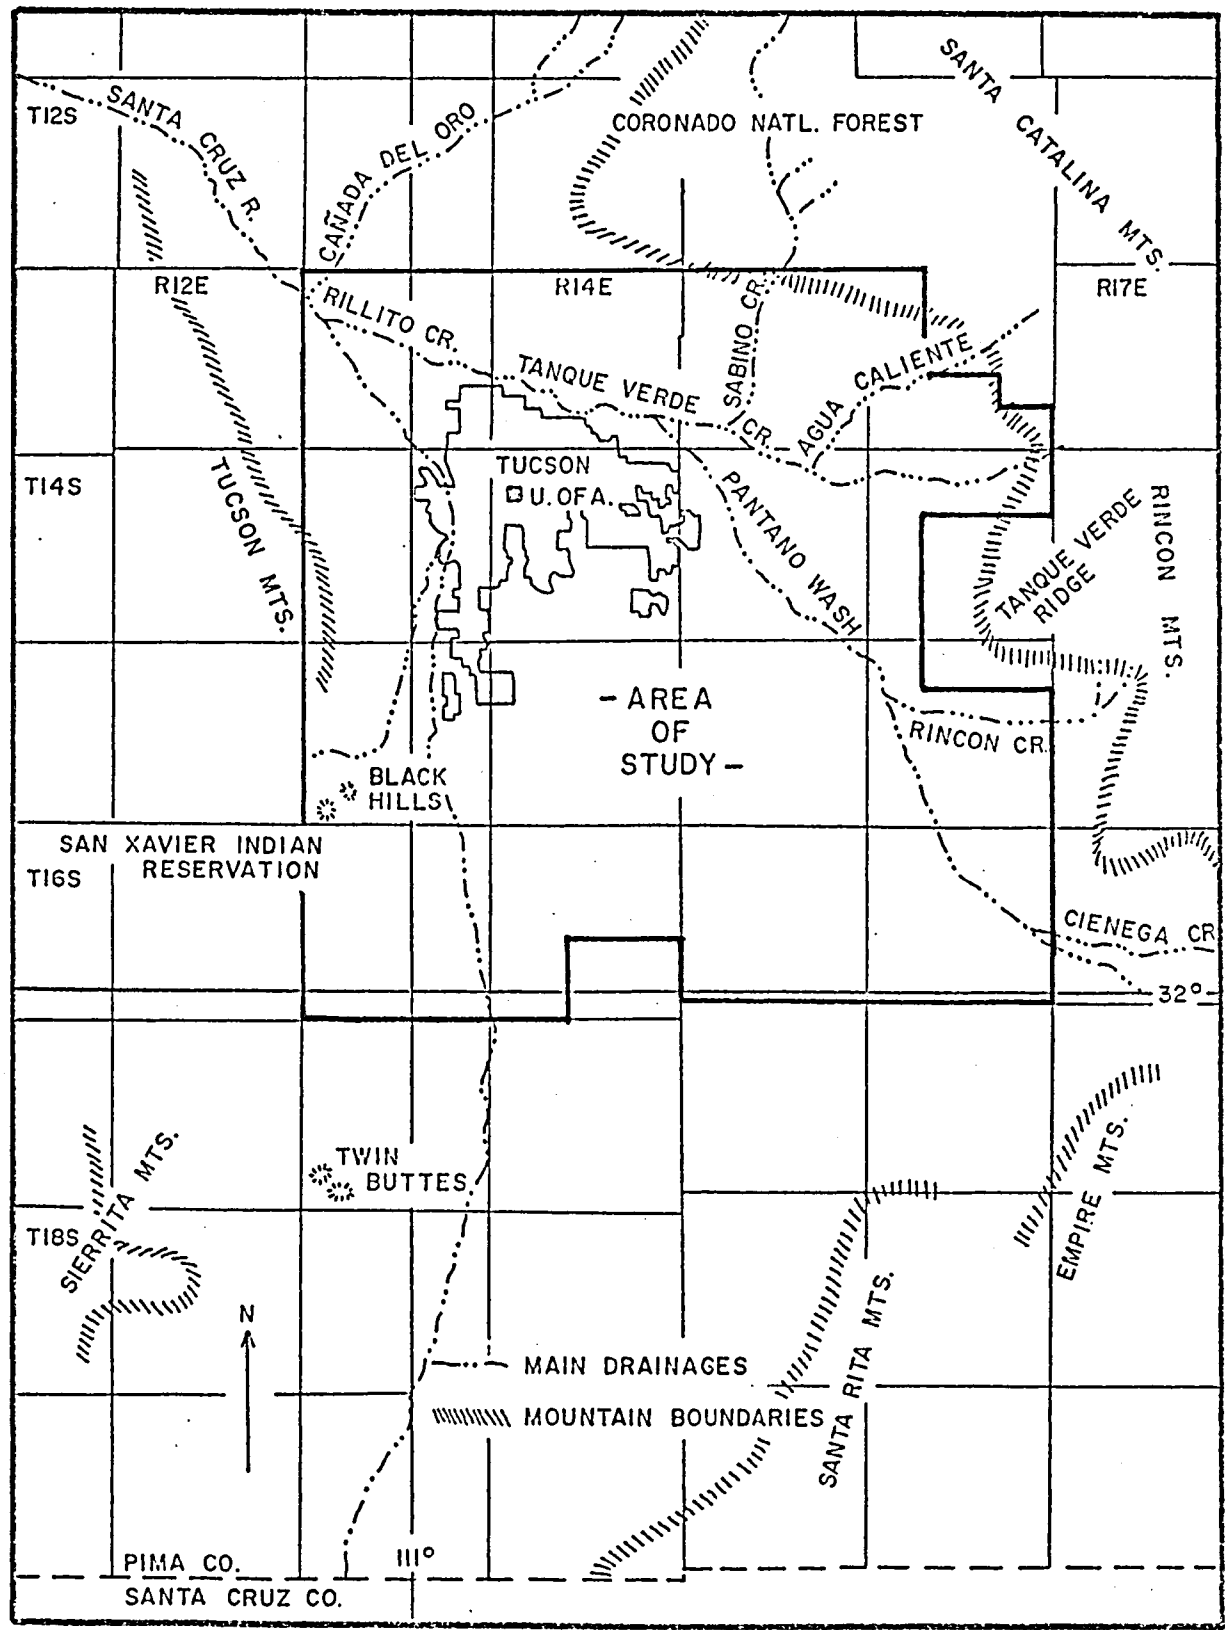 SANTA CATALINA MTS.
T12S
SANTA CRUZ R.
CAÑADA DEL ORO
CORONADO NATL. FOREST
R12E
R14E
R17E
RILLITO CR.
TANQUE VERDE CR.
SABINO CR.
AGUA CALIENTE
T14S
TUCSON
U. OF A.
TUCSON MTS.
PANTANO WASH
TANQUE VERDE
RIDGE
RINCON MTS.
- AREA
OF
STUDY -
RINCON CR.
BLACK
HILLS
SAN XAVIER INDIAN
RESERVATION
T16S
CIENEGA CR
32°
TWIN
BUTTES
SIERRITA MTS.
T18S
EMPIRE MTS.
SANTA RITA MTS.
N
MAIN DRAINAGES
MOUNTAIN BOUNDARIES
PIMA CO.
111°
SANTA CRUZ CO.